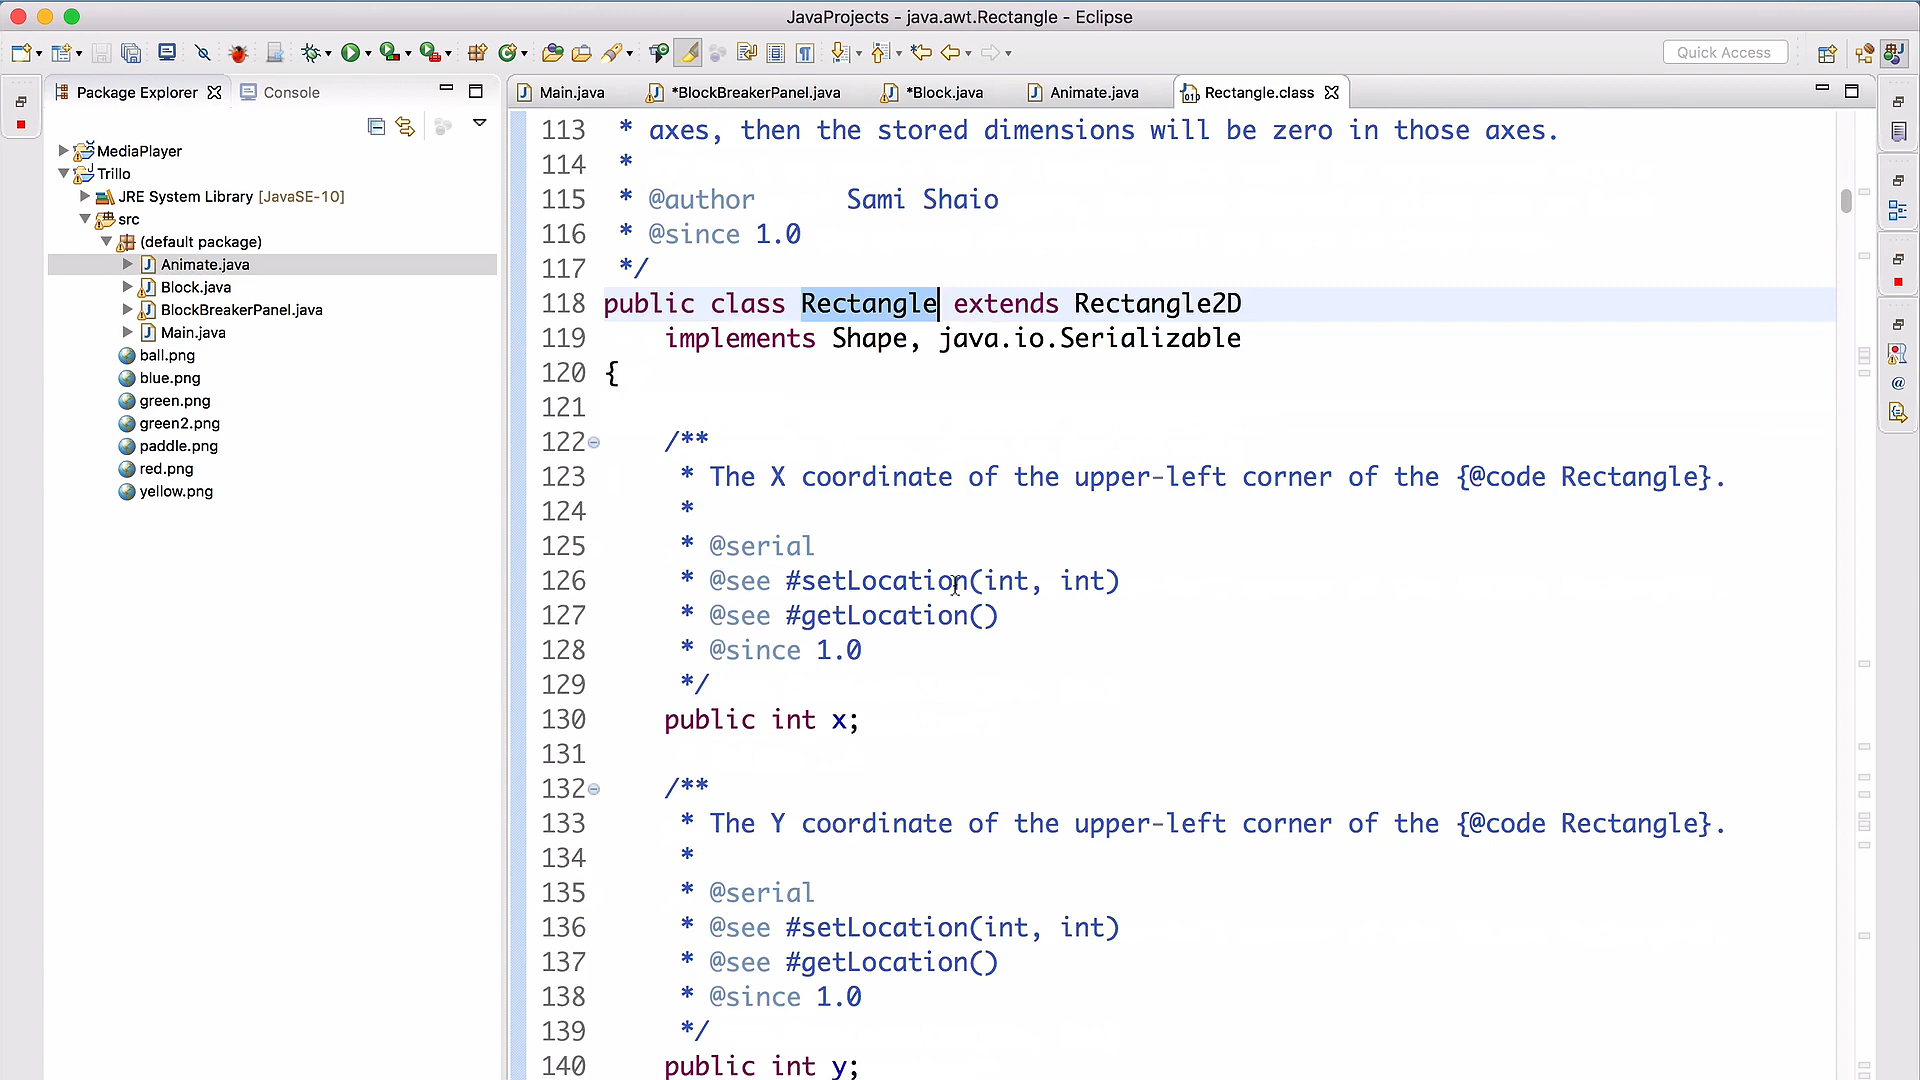 JavaProjects - java.awt.Rectangle - Eclipse
Quick Access
Package Explorer
Console
MediaPlayer
Trillo
JRE System Library [JavaSE-10]
src
(default package)
Animate.java
Block.java
BlockBreakerPanel.java
Main.java
ball.png
blue.png
green.png
green2.png
paddle.png
red.png
yellow.png
Main.java
*BlockBreakerPanel.java
*Block.java
Animate.java
Rectangle.class
113 * axes, then the stored dimensions will be zero in those axes.
114 *
115 * @author Sami Shaio
116 * @since 1.0
117 */
118 public class Rectangle extends Rectangle2D
119 implements Shape, java.io.Serializable
120 {
121
122 /**
123 * The X coordinate of the upper-left corner of the {@code Rectangle}.
124 *
125 * @serial
126 * @see #setLocation(int, int)
127 * @see #getLocation()
128 * @since 1.0
129 */
130 public int x;
131
132 /**
133 * The Y coordinate of the upper-left corner of the {@code Rectangle}.
134 *
135 * @serial
136 * @see #setLocation(int, int)
137 * @see #getLocation()
138 * @since 1.0
139 */
140 public int y;